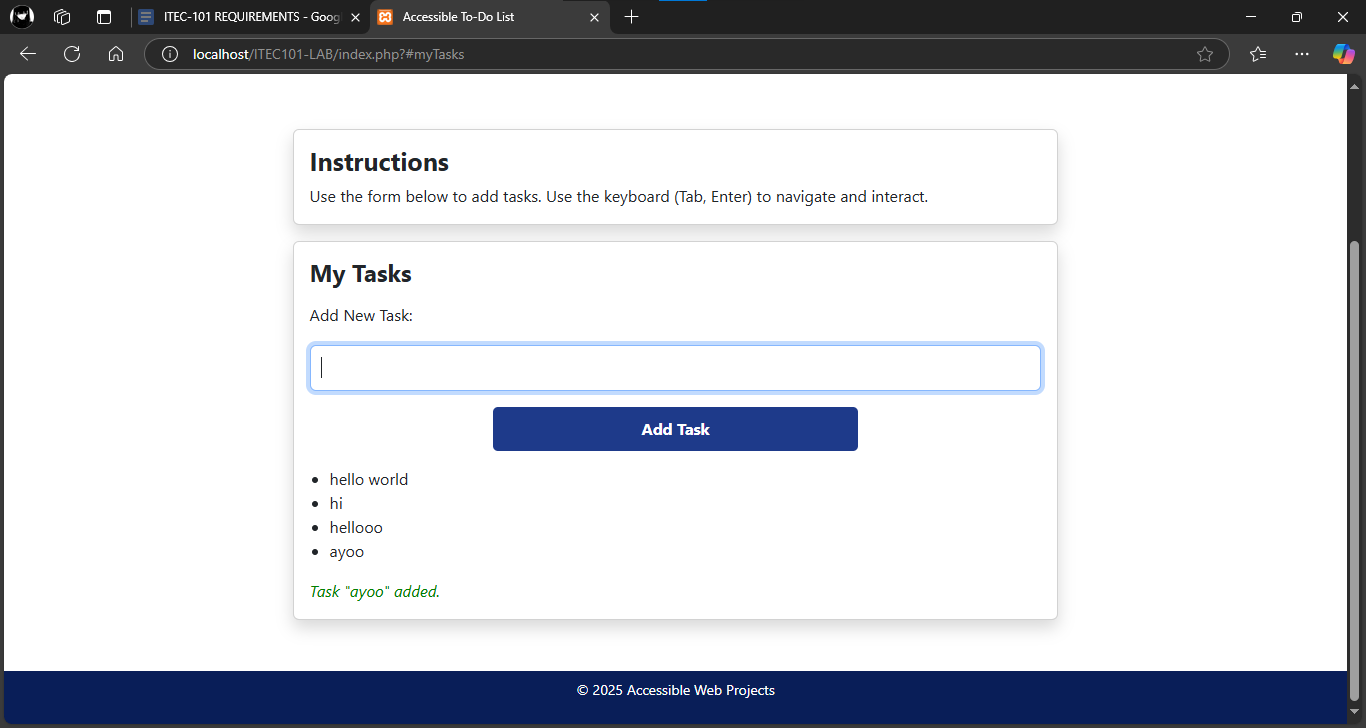 ITEC-101 REQUIREMENTS - Goog
Accessible To-Do List
localhost/ITEC101-LAB/index.php?#myTasks
Instructions
Use the form below to add tasks. Use the keyboard (Tab, Enter) to navigate and interact.
My Tasks
Add New Task:
Add Task
hello world
hi
hellooo
ayoo
Task "ayoo" added.
© 2025 Accessible Web Projects